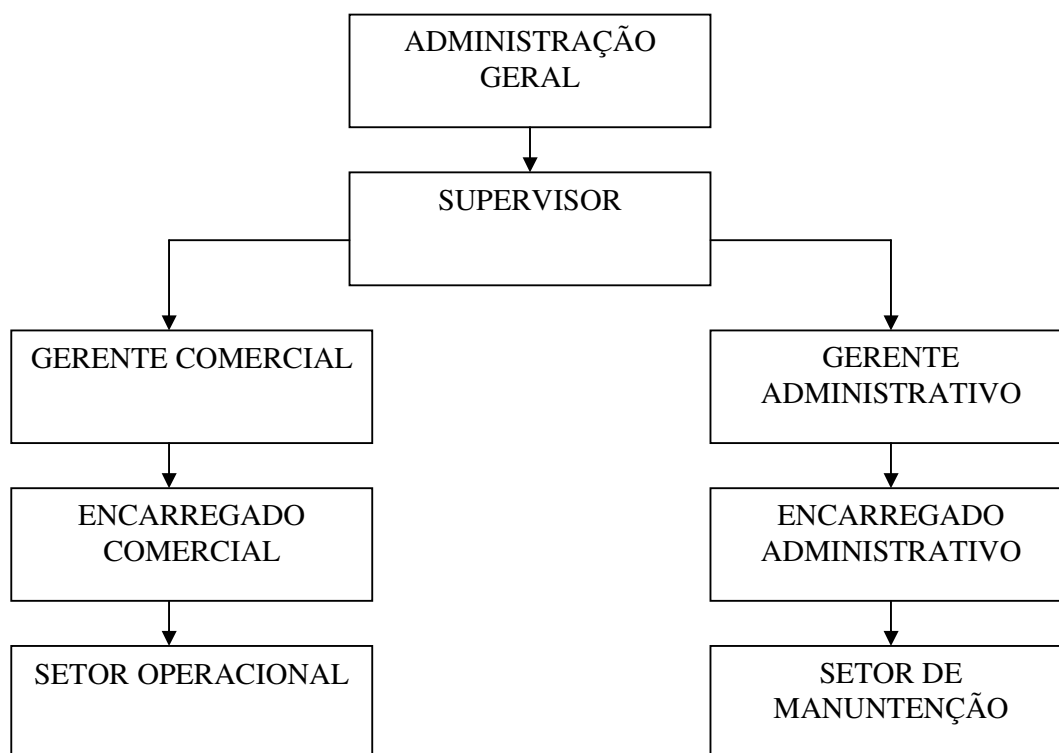 ADMINISTRAÇÃO
GERAL
SUPERVISOR
GERENTE COMERCIAL
GERENTE
ADMINISTRATIVO
ENCARREGADO
COMERCIAL
ENCARREGADO
ADMINISTRATIVO
SETOR OPERACIONAL
SETOR DE
MANUNTENÇÃO